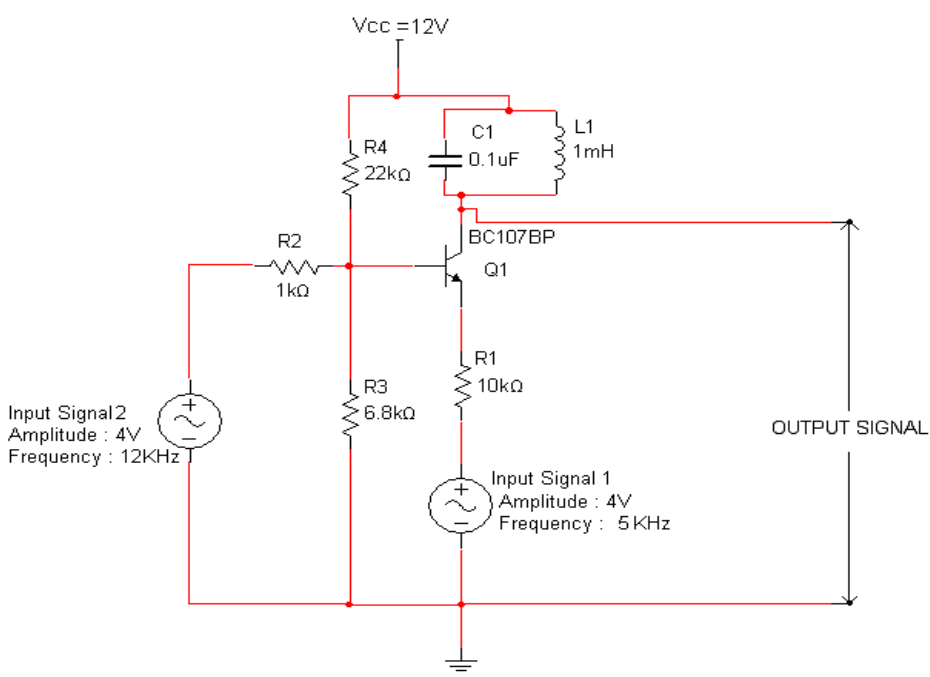 Vcc =12V
R4
22kΩ
C1
0.1uF
L1
1mH
BC107BP
Q1
R2
1kΩ
R1
10kΩ
R3
6.8kΩ
Input Signal2
Amplitude : 4V
Frequency : 12KHz
OUTPUT SIGNAL
Input Signal 1
Amplitude : 4V
Frequency : 5KHz